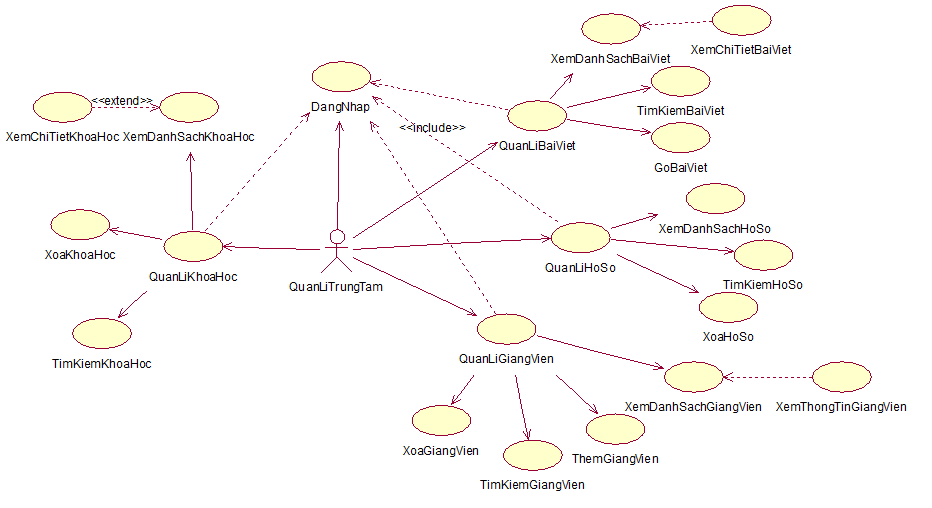 XemChiTietBaiViet
XemDanhSachBaiViet
DangNhap
TimKiemBaiViet
<<extend>>
<<include>>
XemChiTietKhoaHoc
XemDanhSachKhoaHoc
QuanLiBaiViet
GoBaiViet
XemDanhSachHoSo
XoaKhoaHoc
QuanLiKhoaHoc
QuanLiTrungTam
QuanLiHoSo
TimKiemHoSo
XoaHoSo
TimKiemKhoaHoc
QuanLiGiangVien
XemDanhSachGiangVien
XemThongTinGiangVien
XoaGiangVien
ThemGiangVien
TimKiemGiangVien